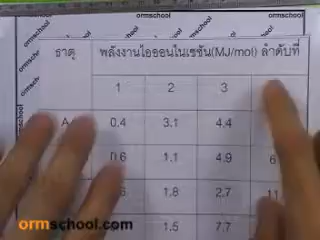 ormschool ormschool
ธาตุ พลังงานไอออนไนเซชัน(MJ/mol) ลำดับที่
1 2 3
A 0.4 3.1 4.4
0.6 1.1 4.9 6
1.8 2.7 11
1.5 7.7
ormschool.com